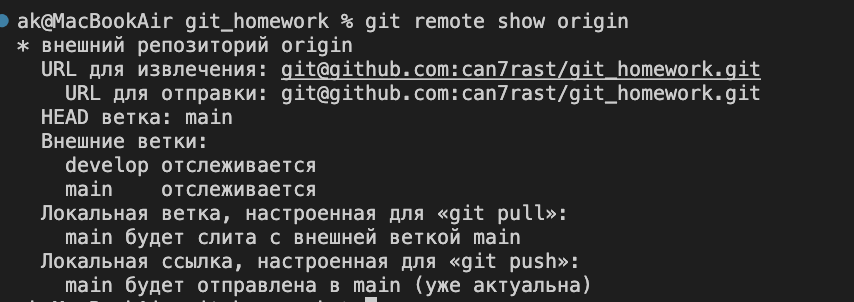 ak@MacBookAir git_homework % git remote show origin
* внешний репозиторий origin
URL для извлечения: git@github.com:can7rast/git_homework.git
URL для отправки: git@github.com:can7rast/git_homework.git
HEAD ветка: main
Внешние ветки:
develop отслеживается
main отслеживается
Локальная ветка, настроенная для «git pull»:
main будет слита с внешней веткой main
Локальная ссылка, настроенная для «git push»:
main будет отправлена в main (уже актуальна)